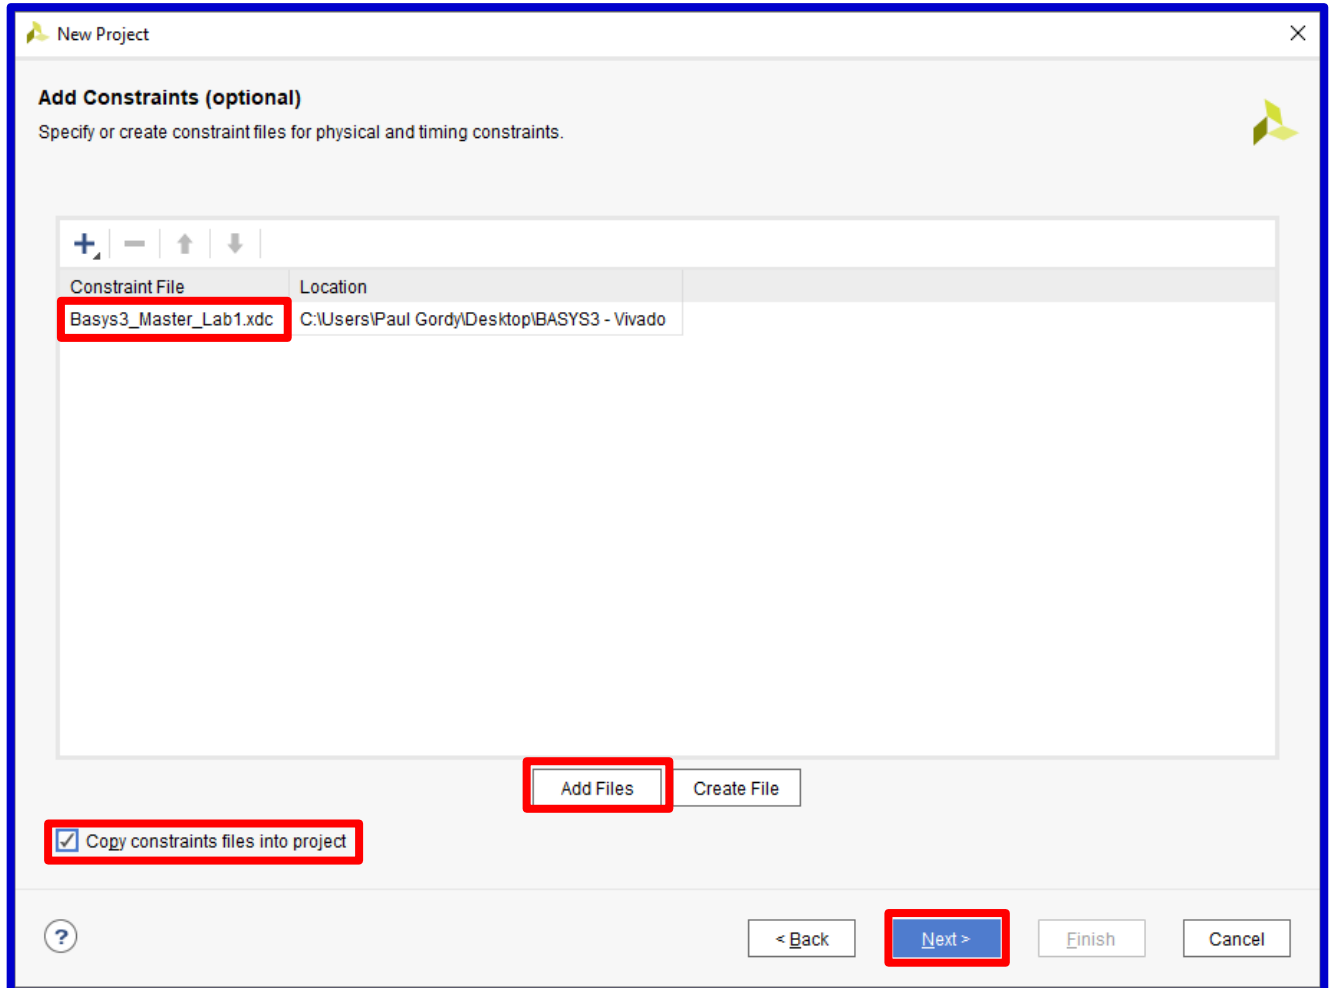 New Project
Add Constraints (optional)
Specify or create constraint files for physical and timing constraints.
Constraint File Location
Basys3_Master_Lab1.xdc C:\Users\Paul Gordy\Desktop\BASYS3 - Vivado
Add Files Create File
Copy constraints files into project
? < Back Next > Finish Cancel